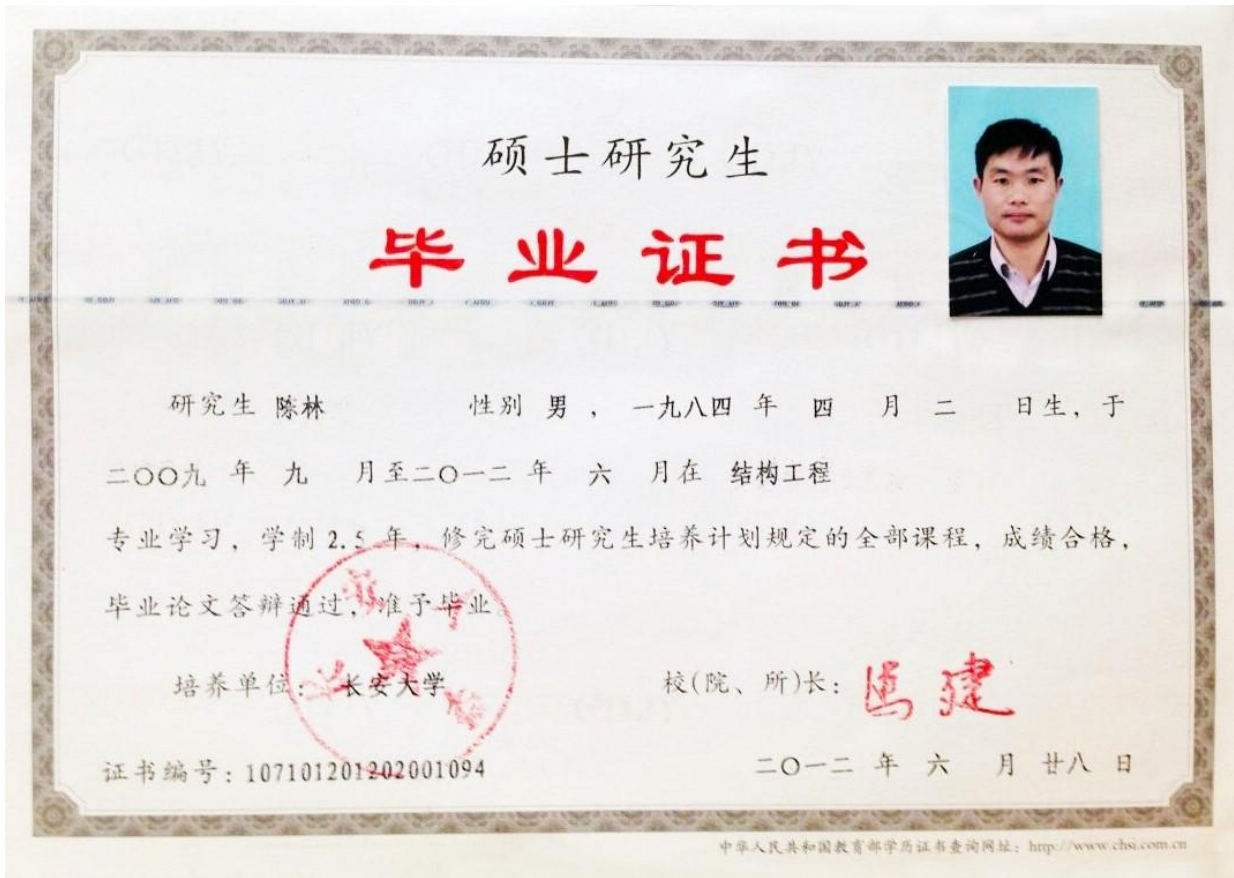 硕士研究生
毕业证书
研究生 陈林 性别 男 , 一九八四 年 四 月 二 日生, 于
二〇〇九 年 九 月至二〇一二 年 六 月在 结构工程
专业学习, 学制 2.5 年, 修完硕士研究生培养计划规定的全部课程, 成绩合格,
毕业论文答辩通过, 准予毕业。
培养单位: 长安大学 校(院、所)长:
证书编号: 107101201202001094 二〇一二 年 六 月 廿八 日
中华人民共和国教育部学历证书查询网址: http://www.chsi.com.cn